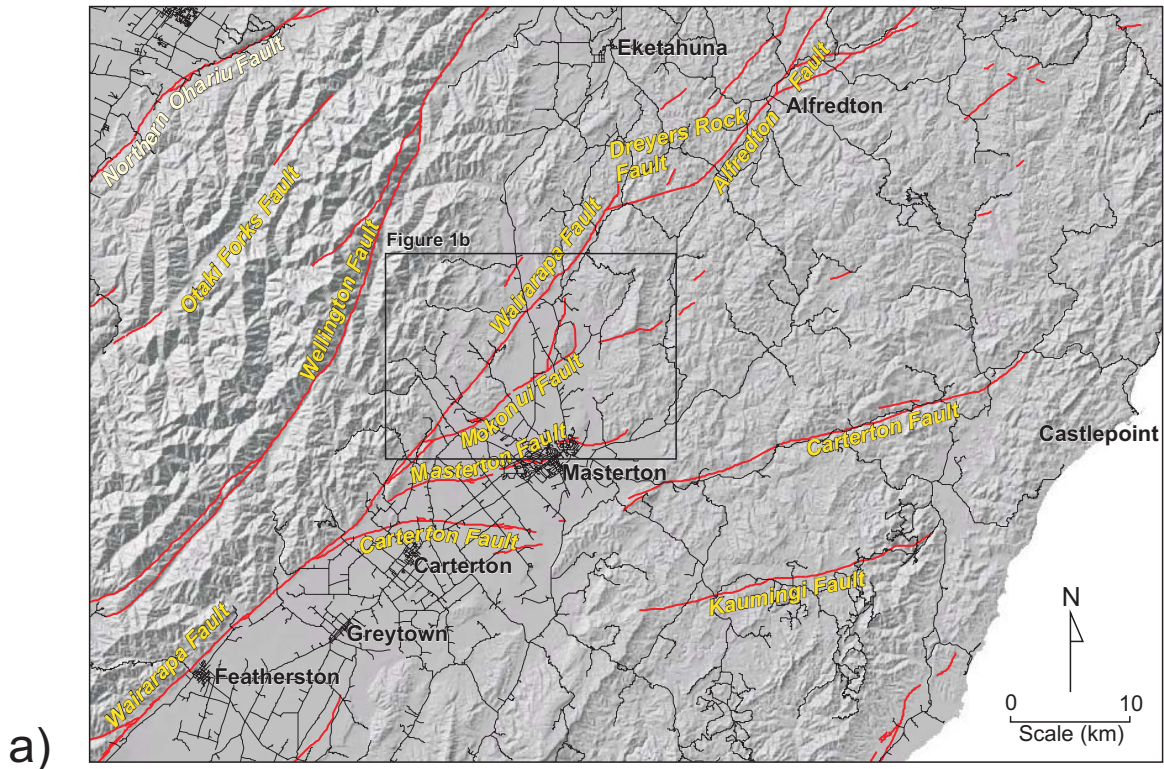 Eketahuna
Northern Ohariu Fault
Fault
Alfredton
Dreyers Rock
Fault
Alfredton
Otaki Forks Fault
Wellington Fault
Figure 1b
Wairarapa Fault
Mokonui Fault
Masterton Fault
Masterton
Carterton Fault
Castlepoint
Carterton Fault
Carterton
Kaumingi Fault
Greytown
Wairarapa Fault
Featherston
N
0 10
Scale (km)
a)